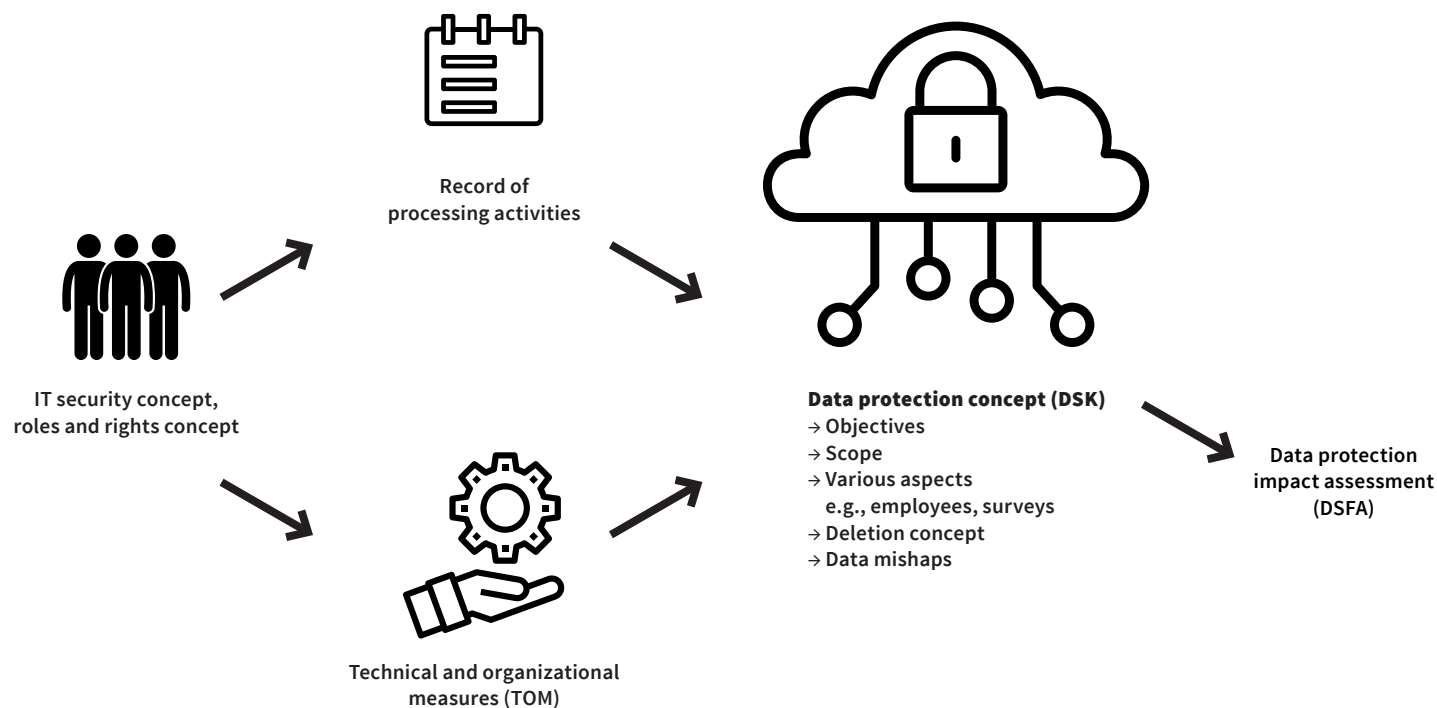 Record of
processing activities
IT security concept,
roles and rights concept
Technical and organizational
measures (TOM)
Data protection concept (DSK)
→ Objectives
→ Scope
→ Various aspects
e.g., employees, surveys
→ Deletion concept
→ Data mishaps
Data protection
impact assessment
(DSFA)